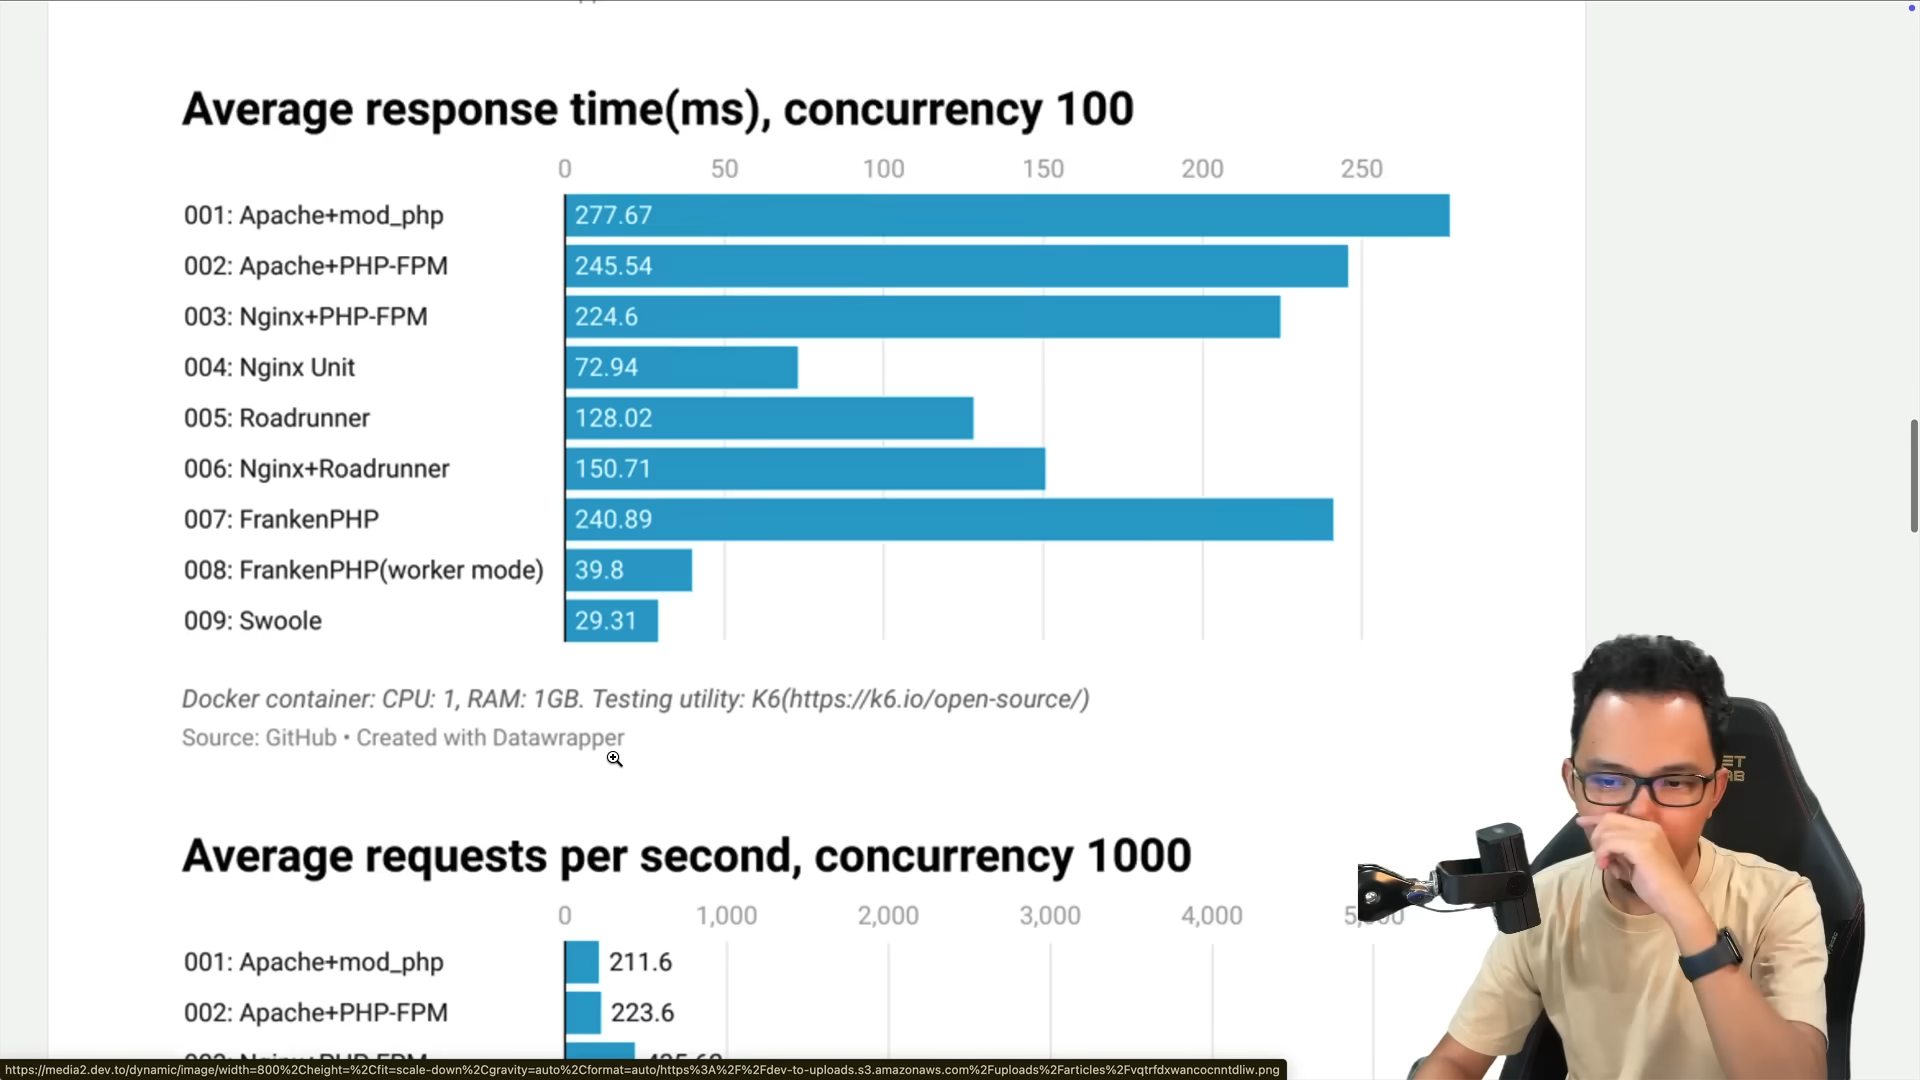 Average response time(ms), concurrency 100
0 50 100 150 200 250
001: Apache+mod_php 277.67
002: Apache+PHP-FPM 245.54
003: Nginx+PHP-FPM 224.6
004: Nginx Unit 72.94
005: Roadrunner 128.02
006: Nginx+Roadrunner 150.71
007: FrankenPHP 240.89
008: FrankenPHP(worker mode) 39.8
009: Swoole 29.31
Docker container: CPU: 1, RAM: 1GB. Testing utility: K6(https://k6.io/open-source/)
Source: GitHub • Created with Datawrapper
Average requests per second, concurrency 1000
0 1,000 2,000 3,000 4,000
001: Apache+mod_php 211.6
002: Apache+PHP-FPM 223.6
003: Nginx+PHP-FPM
https://media2.dev.to/dynamic/image/width=800%2Cheight=%2Cfit=scale-down%2Cgravity=auto%2Cformat=auto/https%3A%2F%2Fdev-to-uploads.s3.amazonaws.com%2Fuploads%2Farticles%2Fvqtrfdxwancocnntdliw.png